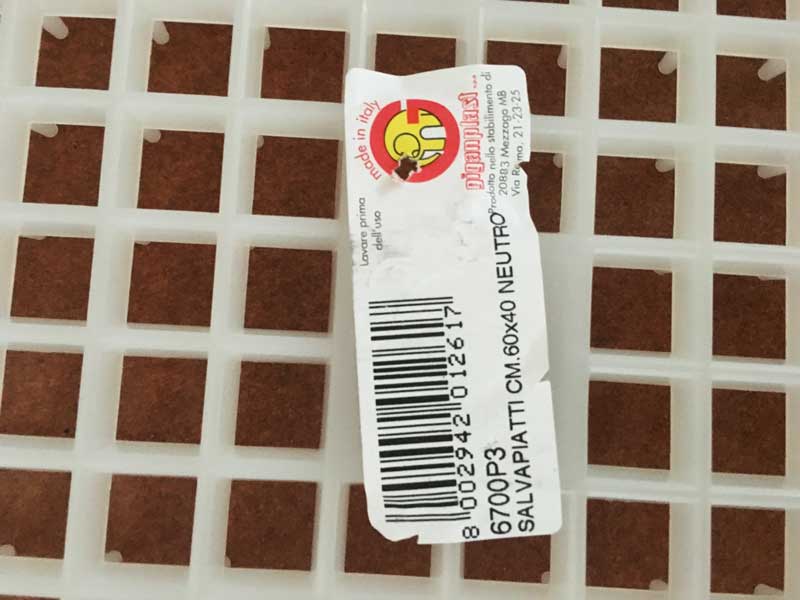 made in italy
giganplast
Prodotto nello stabilimento di
20883 Mezzago MB
Via Roma, 21-23-25
Lavare prima
dell'uso
8 002942 012617
6700P3
SALVAPIATTI CM.60x40 NEUTRO